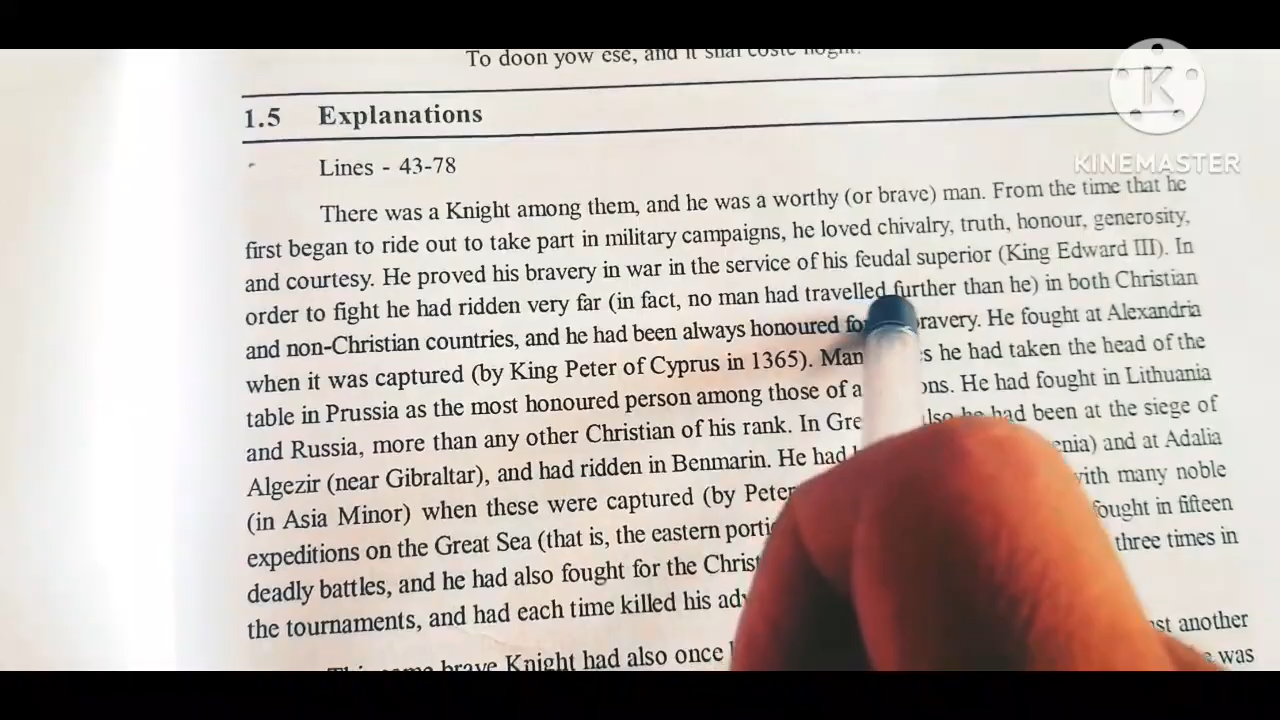 To doon yow ese, and it shal coste noght.
1.5 Explanations
K
KINEMASTER
Lines - 43-78
There was a Knight among them, and he was a worthy (or brave) man. From the time that he
first began to ride out to take part in military campaigns, he loved chivalry, truth, honour, generosity,
and courtesy. He proved his bravery in war in the service of his feudal superior (King Edward III). In
order to fight he had ridden very far (in fact, no man had travelled further than he) in both Christian
and non-Christian countries, and he had been always honoured bravery. He fought at Alexandria
when it was captured (by King Peter of Cyprus in 1365). he had taken the head of the
table in Prussia as the most honoured person among those of He had fought in Lithuania
and Russia, more than any other Christian of his rank. In had been at the siege of
Algezir (near Gibraltar), and had ridden in Benmarin. He had and at Adalia
(in Asia Minor) when these were captured (by with many noble
expeditions on the Great Sea (that is, the eastern fought in fifteen
deadly battles, and he had also fought for the three times in
the tournaments, and had each time killed his
brave Knight had also once another
was